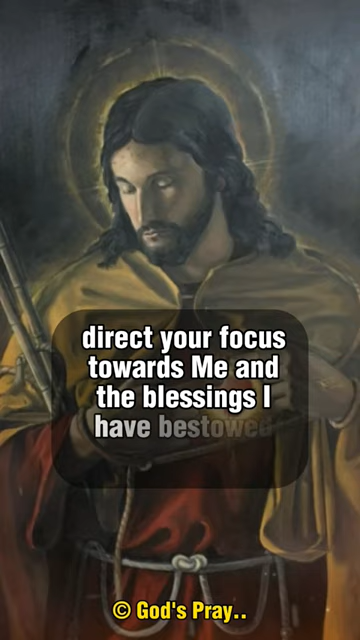 direct your focus
towards Me and
the blessings I
have bestowed
© God's Pray..